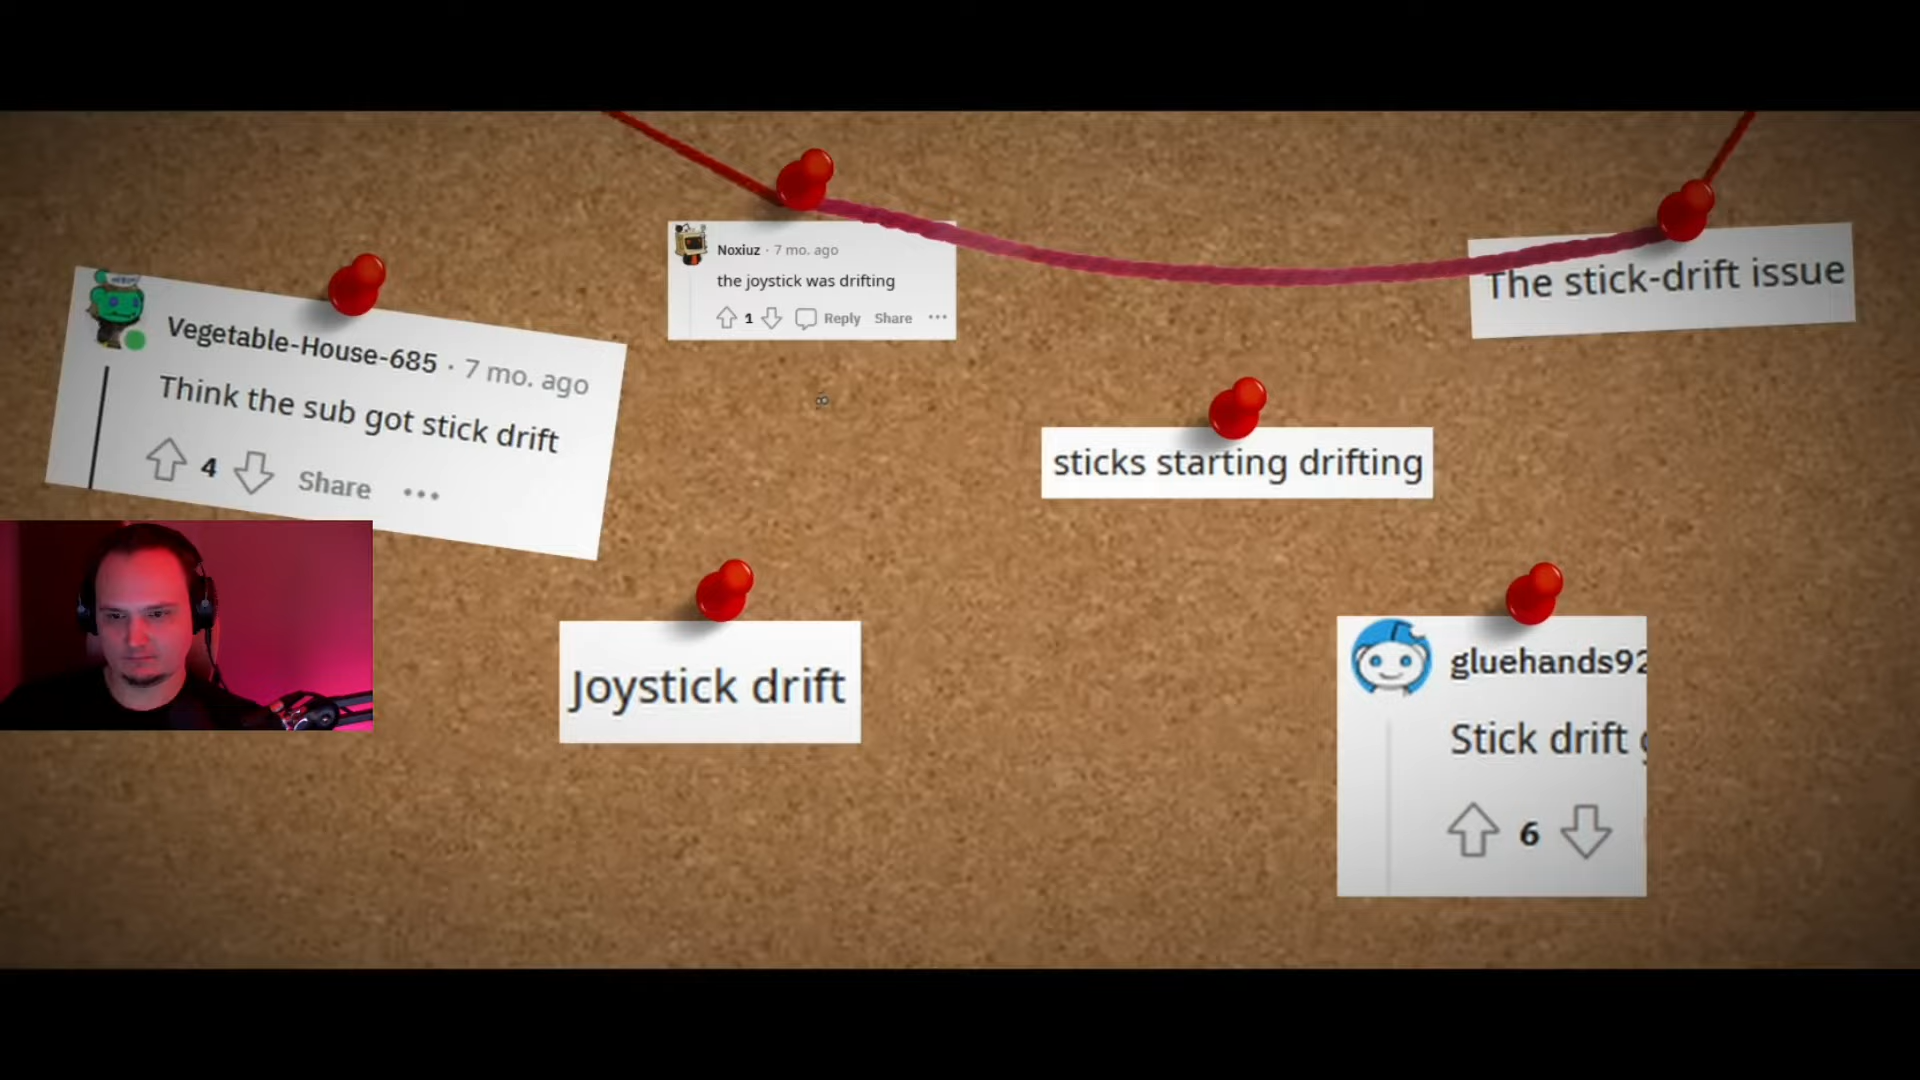 Noxiuz · 7 mo. ago
the joystick was drifting
1 Reply Share ···
The stick-drift issue
Vegetable-House-685 · 7 mo. ago
Think the sub got stick drift
4 Share ···
sticks starting drifting
Joystick drift
gluehands92
Stick drift
6